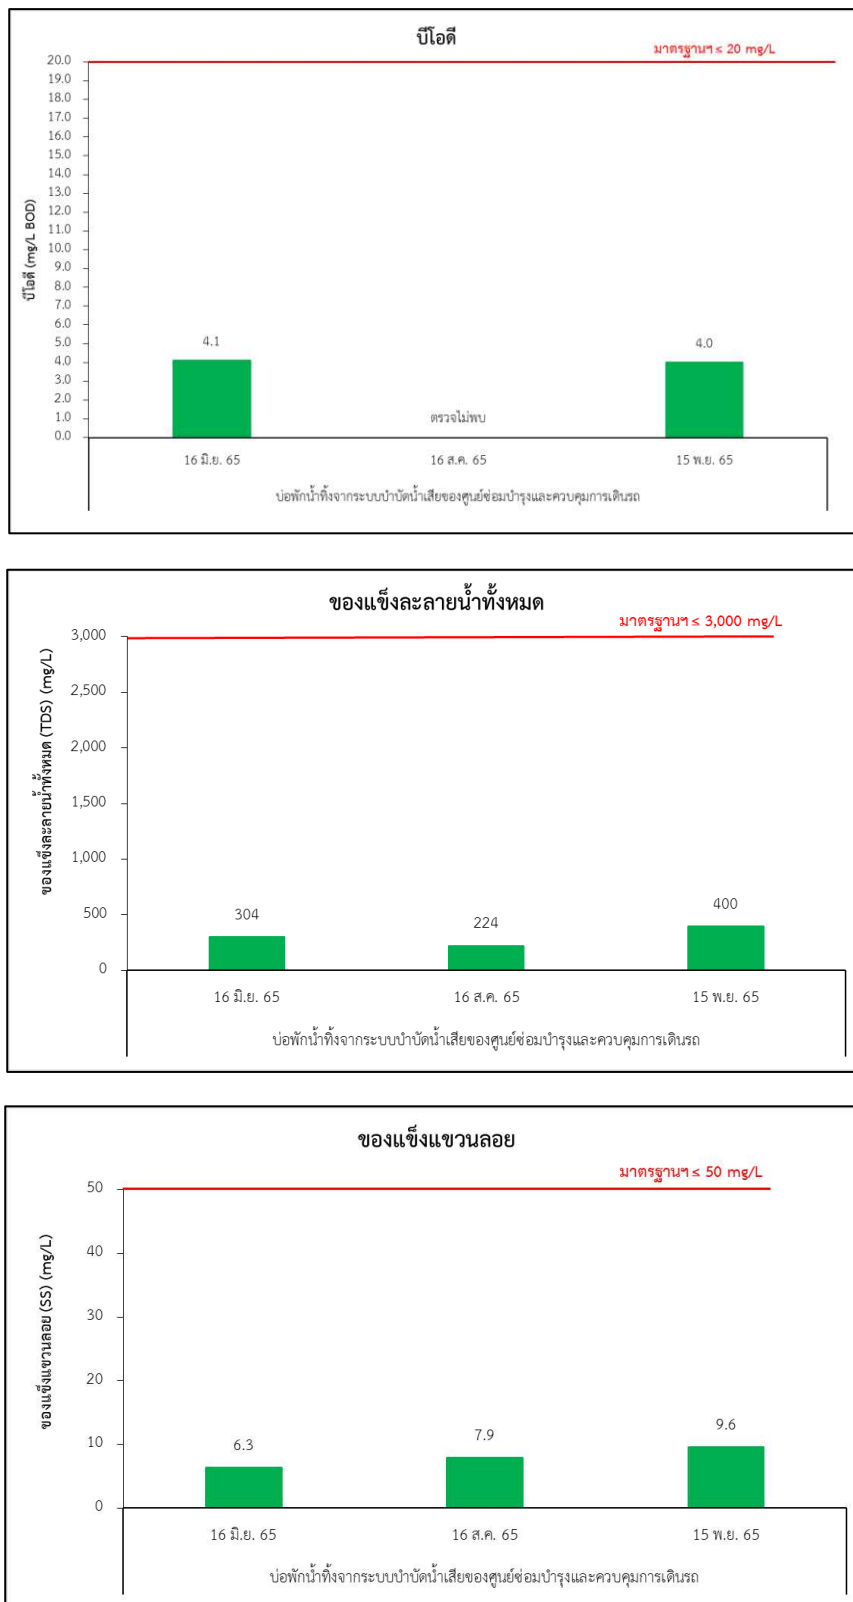 บีโอดี
มาตรฐานฯ ≤ 20 mg/L
20.0
19.0
18.0
17.0
16.0
15.0
14.0
13.0
12.0
11.0
10.0
9.0
8.0
7.0
6.0
5.0
4.0
3.0
2.0
1.0
0.0
บีโอดี (mg/L BOD)
4.1
ตรวจไม่พบ
4.0
16 มิ.ย. 65
16 ส.ค. 65
15 พ.ย. 65
บ่อพักน้ำทิ้งจากระบบบำบัดน้ำเสียของศูนย์ซ่อมบำรุงและควบคุมการเดินรถ
ของแข็งละลายน้ำทั้งหมด
มาตรฐานฯ ≤ 3,000 mg/L
3,000
2,500
2,000
1,500
1,000
500
0
ของแข็งละลายน้ำทั้งหมด (TDS) (mg/L)
304
224
400
16 มิ.ย. 65
16 ส.ค. 65
15 พ.ย. 65
บ่อพักน้ำทิ้งจากระบบบำบัดน้ำเสียของศูนย์ซ่อมบำรุงและควบคุมการเดินรถ
ของแข็งแขวนลอย
มาตรฐานฯ ≤ 50 mg/L
50
40
30
20
10
0
ของแข็งแขวนลอย (SS) (mg/L)
6.3
7.9
9.6
16 มิ.ย. 65
16 ส.ค. 65
15 พ.ย. 65
บ่อพักน้ำทิ้งจากระบบบำบัดน้ำเสียของศูนย์ซ่อมบำรุงและควบคุมการเดินรถ